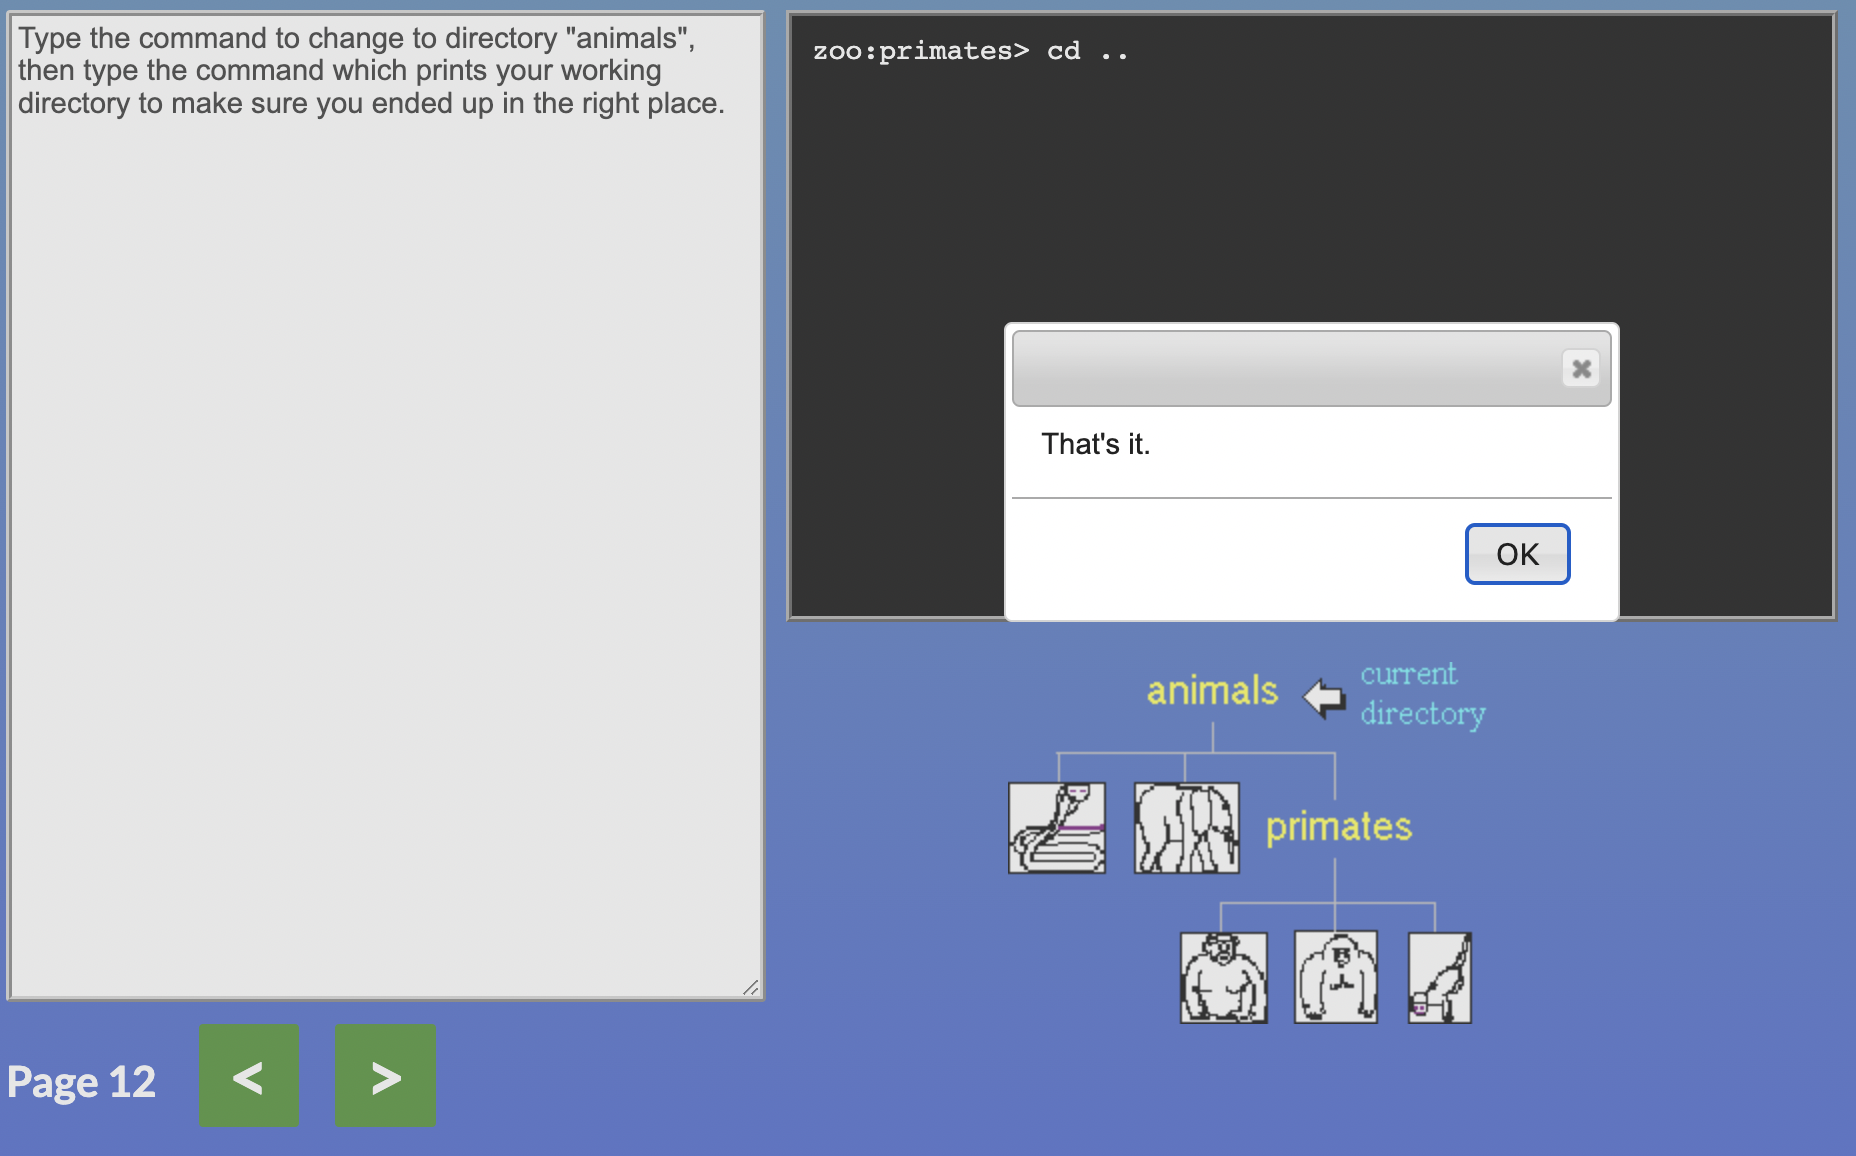 Type the command to change to directory "animals",
then type the command which prints your working
directory to make sure you ended up in the right place.
zoo:primates> cd ..
That's it.
OK
animals
current
directory
primates
Page 12
<
>